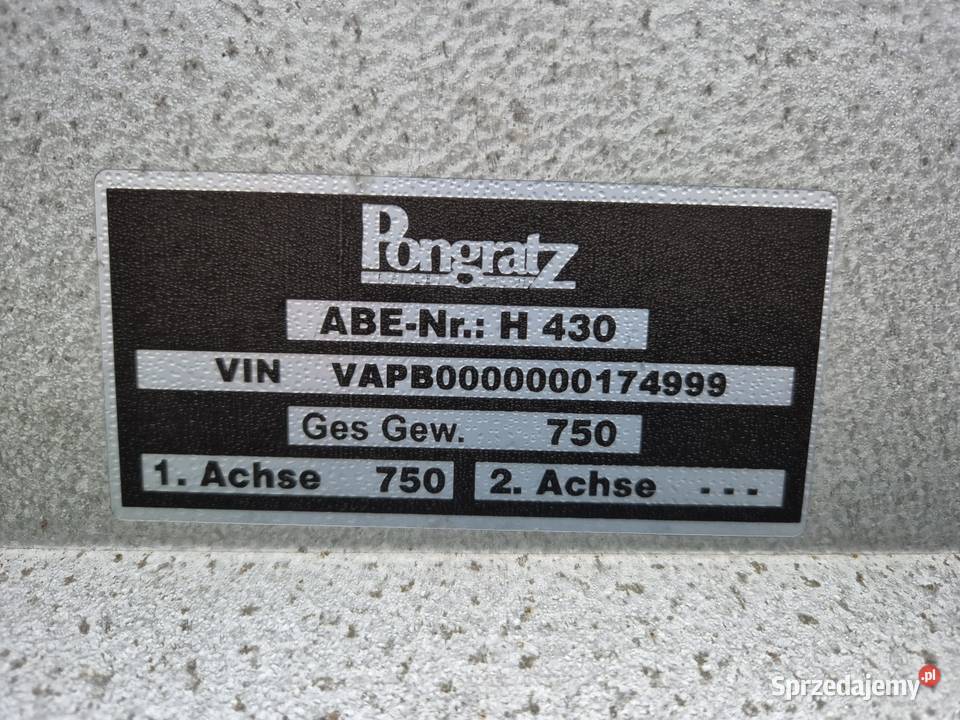 Pongratz
ABE-Nr.: H 430
VIN VAPB0000000174999
Ges Gew. 750
1. Achse 750 2. Achse ---
Sprzedajemy.pl